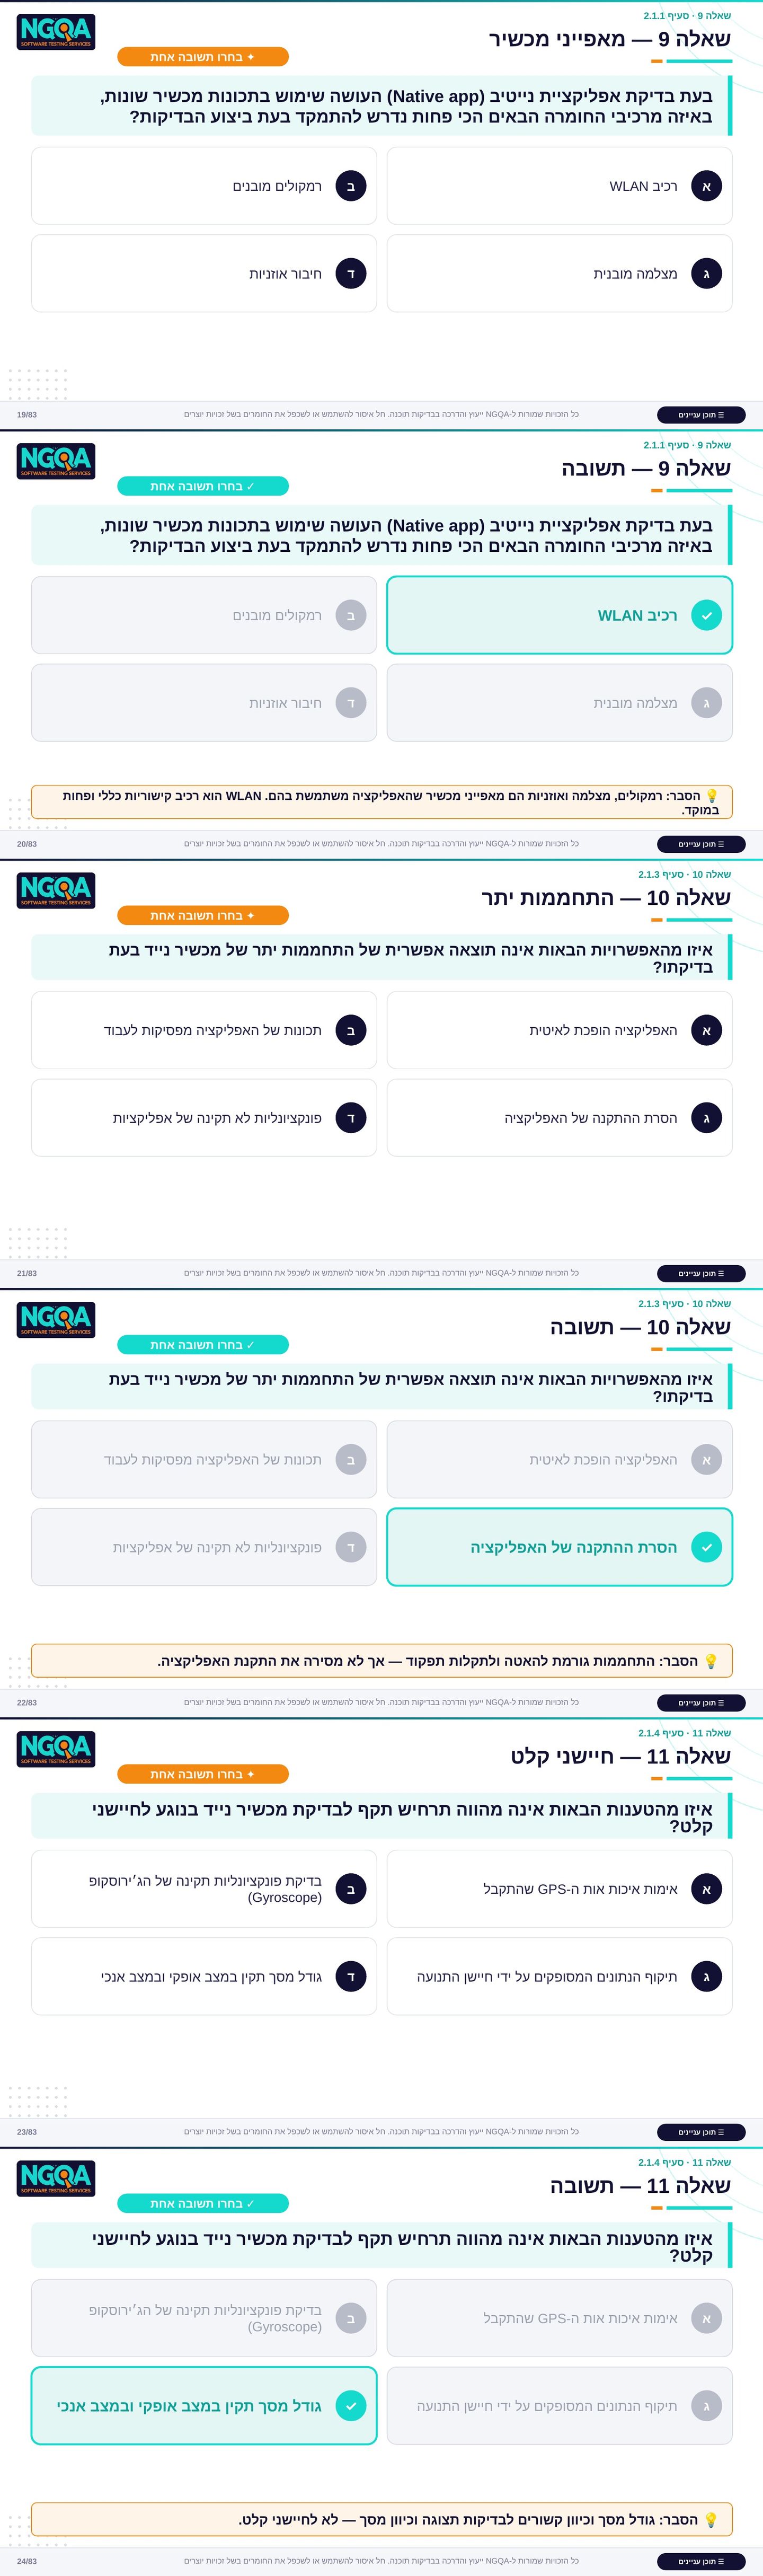 שאלה 9 · סעיף 2.1.1
שאלה 9 — מאפייני מכשיר
NGQA
SOFTWARE TESTING SERVICES
✦ בחרו תשובה אחת
בעת בדיקת אפליקציית נייטיב (Native app) העושה שימוש בתכונות מכשיר שונות,
באיזה מרכיבי החומרה הבאים הכי פחות נדרש להתמקד בעת ביצוע הבדיקות?
א
רכיב WLAN
ב
רמקולים מובנים
ג
מצלמה מובנית
ד
חיבור אוזניות
☰ תוכן עניינים
כל הזכויות שמורות ל-NGQA ייעוץ והדרכה בבדיקות תוכנה. חל איסור להשתמש או לשכפל את החומרים בשל זכויות יוצרים
19/83
שאלה 9 · סעיף 2.1.1
שאלה 9 — תשובה
NGQA
SOFTWARE TESTING SERVICES
✓ בחרו תשובה אחת
בעת בדיקת אפליקציית נייטיב (Native app) העושה שימוש בתכונות מכשיר שונות,
באיזה מרכיבי החומרה הבאים הכי פחות נדרש להתמקד בעת ביצוע הבדיקות?
✓
רכיב WLAN
ב
רמקולים מובנים
ג
מצלמה מובנית
ד
חיבור אוזניות
💡 הסבר: רמקולים, מצלמה ואוזניות הם מאפייני מכשיר שהאפליקציה משתמשת בהם. WLAN הוא רכיב קישוריות כללי ופחות
במוקד.
☰ תוכן עניינים
כל הזכויות שמורות ל-NGQA ייעוץ והדרכה בבדיקות תוכנה. חל איסור להשתמש או לשכפל את החומרים בשל זכויות יוצרים
20/83
שאלה 10 · סעיף 2.1.3
שאלה 10 — התחממות יתר
NGQA
SOFTWARE TESTING SERVICES
✦ בחרו תשובה אחת
איזו מהאפשרויות הבאות אינה תוצאה אפשרית של התחממות יתר של מכשיר נייד בעת
בדיקתו?
א
האפליקציה הופכת לאיטית
ב
תכונות של האפליקציה מפסיקות לעבוד
ג
הסרת ההתקנה של האפליקציה
ד
פונקציונליות לא תקינה של אפליקציות
☰ תוכן עניינים
כל הזכויות שמורות ל-NGQA ייעוץ והדרכה בבדיקות תוכנה. חל איסור להשתמש או לשכפל את החומרים בשל זכויות יוצרים
21/83
שאלה 10 · סעיף 2.1.3
שאלה 10 — תשובה
NGQA
SOFTWARE TESTING SERVICES
✓ בחרו תשובה אחת
איזו מהאפשרויות הבאות אינה תוצאה אפשרית של התחממות יתר של מכשיר נייד בעת
בדיקתו?
א
האפליקציה הופכת לאיטית
ב
תכונות של האפליקציה מפסיקות לעבוד
✓
הסרת ההתקנה של האפליקציה
ד
פונקציונליות לא תקינה של אפליקציות
💡 הסבר: התחממות גורמת להאטה ולתקלות תפקוד — אך לא מסירה את התקנת האפליקציה.
☰ תוכן עניינים
כל הזכויות שמורות ל-NGQA ייעוץ והדרכה בבדיקות תוכנה. חל איסור להשתמש או לשכפל את החומרים בשל זכויות יוצרים
22/83
שאלה 11 · סעיף 2.1.4
שאלה 11 — חיישני קלט
NGQA
SOFTWARE TESTING SERVICES
✦ בחרו תשובה אחת
איזו מהטענות הבאות אינה מהווה תרחיש תקף לבדיקת מכשיר נייד בנוגע לחיישני
קלט?
א
אימות איכות אות ה-GPS שהתקבל
ב
בדיקת פונקציונליות תקינה של הג׳ירוסקופ
(Gyroscope)
ג
תיקוף הנתונים המסופקים על ידי חיישן התנועה
ד
גודל מסך תקין במצב אופקי ובמצב אנכי
☰ תוכן עניינים
כל הזכויות שמורות ל-NGQA ייעוץ והדרכה בבדיקות תוכנה. חל איסור להשתמש או לשכפל את החומרים בשל זכויות יוצרים
23/83
שאלה 11 · סעיף 2.1.4
שאלה 11 — תשובה
NGQA
SOFTWARE TESTING SERVICES
✓ בחרו תשובה אחת
איזו מהטענות הבאות אינה מהווה תרחיש תקף לבדיקת מכשיר נייד בנוגע לחיישני
קלט?
א
אימות איכות אות ה-GPS שהתקבל
ב
בדיקת פונקציונליות תקינה של הג׳ירוסקופ
(Gyroscope)
ג
תיקוף הנתונים המסופקים על ידי חיישן התנועה
✓
גודל מסך תקין במצב אופקי ובמצב אנכי
💡 הסבר: גודל מסך וכיוון קשורים לבדיקות תצוגה וכיוון מסך — לא לחיישני קלט.
☰ תוכן עניינים
כל הזכויות שמורות ל-NGQA ייעוץ והדרכה בבדיקות תוכנה. חל איסור להשתמש או לשכפל את החומרים בשל זכויות יוצרים
24/83